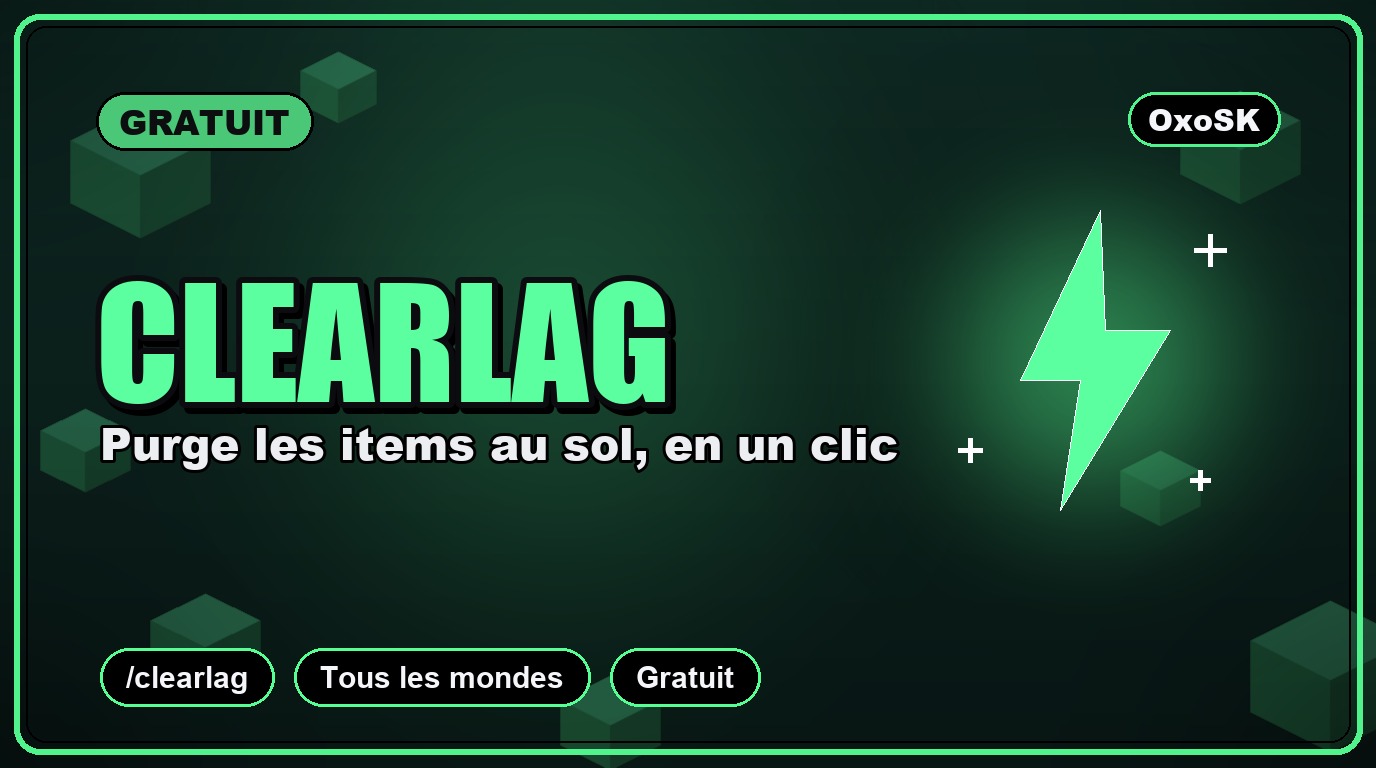 GRATUIT
OxoSK
CLEARLAG
Purge les items au sol, en un clic
/clearlag
Tous les mondes
Gratuit